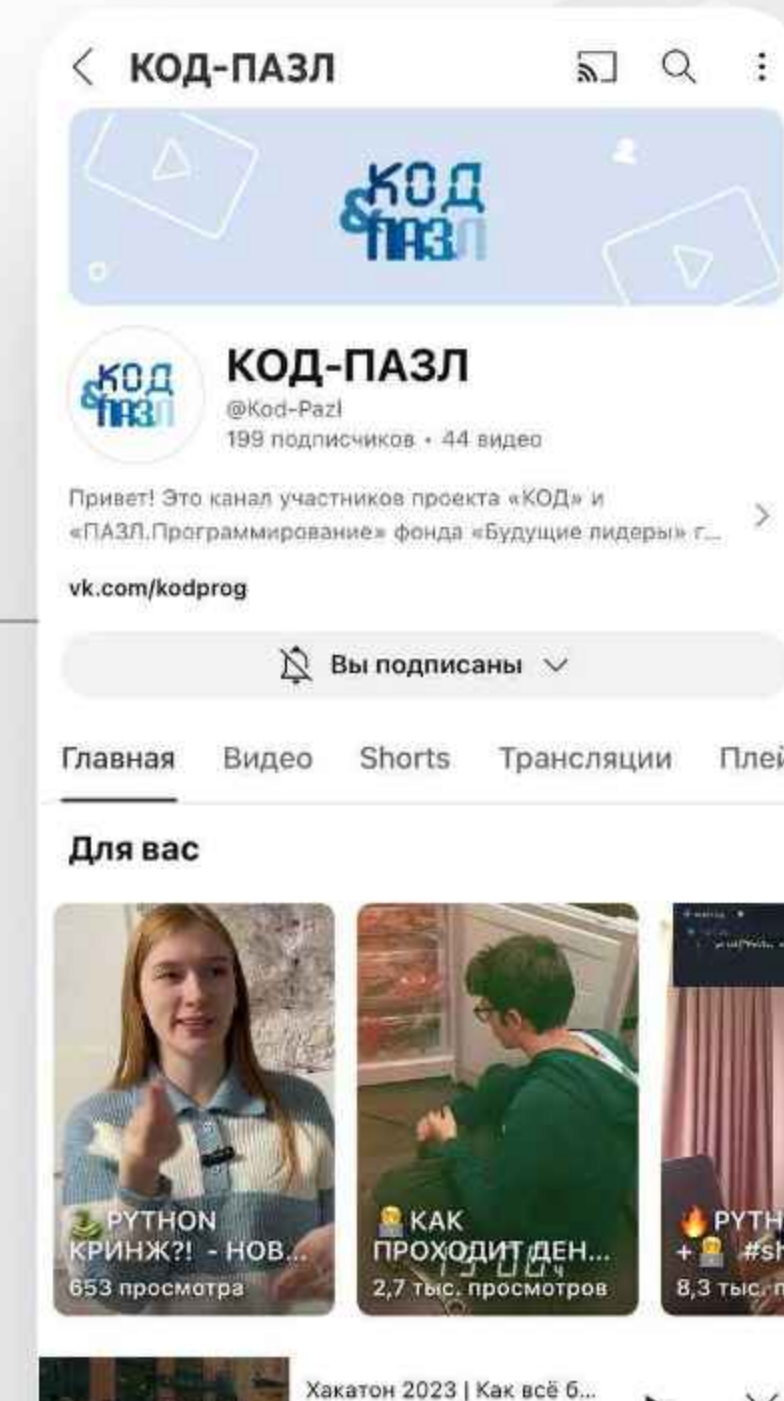 КОД-ПАЗЛ
КОД
&ПАЗЛ
КОД-ПАЗЛ
КОД
&ПАЗЛ
@Kod-Pazl
199 подписчиков • 44 видео
Привет! Это канал участников проекта «КОД» и
«ПАЗЛ.Программирование» фонда «Будущие лидеры» г...
vk.com/kodprog
Вы подписаны
Главная Видео Shorts Трансляции Плей
Для вас
PYTHON
КРИНЖ?! - НОВ...
653 просмотра
КАК
ПРОХОДИТ ДЕН...
2,7 тыс. просмотров
PYTH
+ #sh
8,3 тыс. п
Хакатон 2023 | Как всё б...